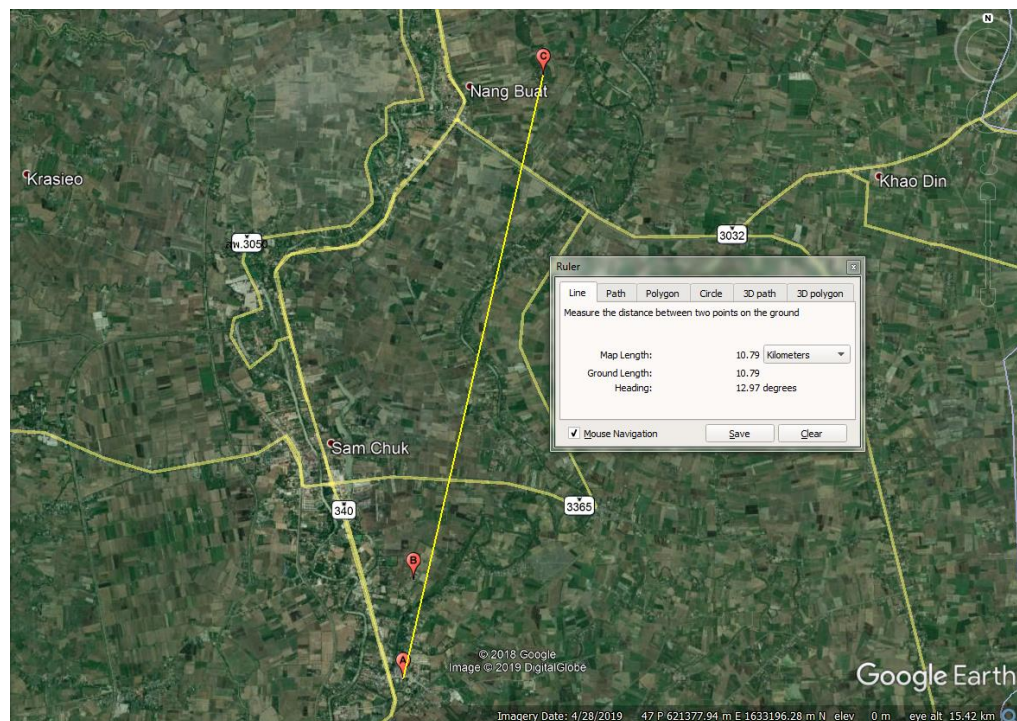 N
C
Nang Buat
Krasieo
Khao Din
สพ.3050
3032
Ruler
x
Line Path Polygon Circle 3D path 3D polygon
Measure the distance between two points on the ground
Map Length: 10.79 Kilometers
Ground Length: 10.79
Heading: 12.97 degrees
Mouse Navigation Save Clear
Sam Chuk
3365
340
B
A
© 2018 Google
Image © 2019 DigitalGlobe
Google Earth
Imagery Date: 4/28/2019 47 P 621377.94 m E 1633196.28 m N elev 0 m eye alt 15.42 km